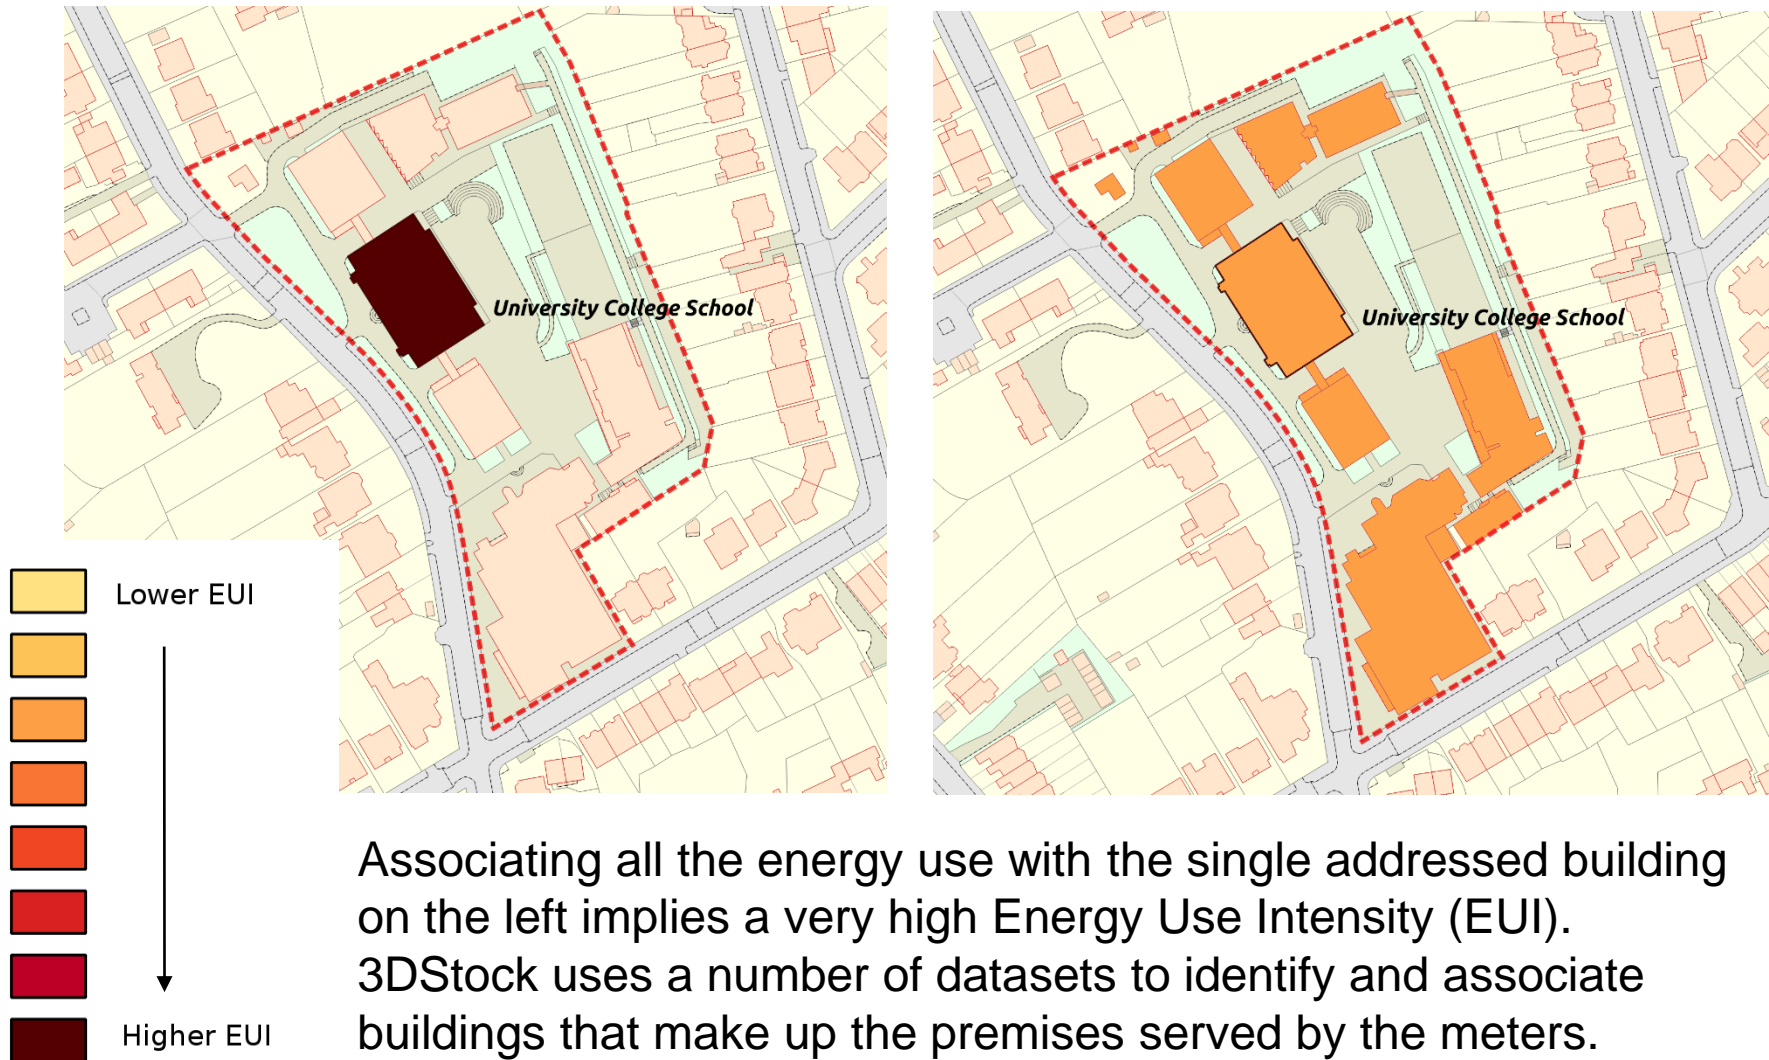 University College School
University College School
Lower EUI
Higher EUI
Associating all the energy use with the single addressed building
on the left implies a very high Energy Use Intensity (EUI).
3DStock uses a number of datasets to identify and associate
buildings that make up the premises served by the meters.